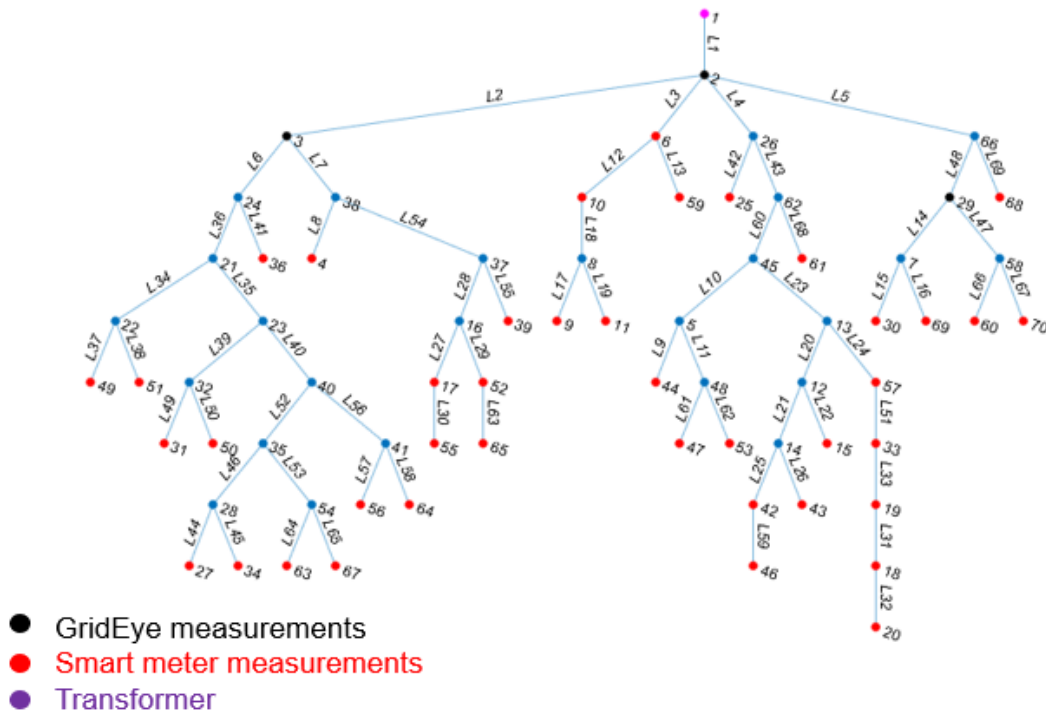 1
L1
2
L2 L3 L4 L5
3 6 26 66
L6 L7 L12 L13 L42 L43 L48 L69
24 38 10 59 25 62 29 68
L36 L41 L8 L54 L18 L60 L68 L14 L47
21 36 4 37 8 45 61 7 58
L34 L35 L28 L55 L17 L19 L10 L23 L15 L16 L66 L67
22 23 16 39 9 11 5 13 30 69 60 70
L37 L38 L39 L40 L27 L29 L9 L11 L20 L24
49 51 32 40 17 52 44 48 12 57
L49 L50 L52 L56 L30 L63 L61 L62 L21 L22 L51
31 50 35 41 55 65 47 53 14 15 33
L46 L53 L57 L58 L25 L26 L33
28 54 56 64 42 43 19
L44 L45 L64 L65 L59 L31
27 34 63 67 46 18
L32
20
GridEye measurements
Smart meter measurements
Transformer